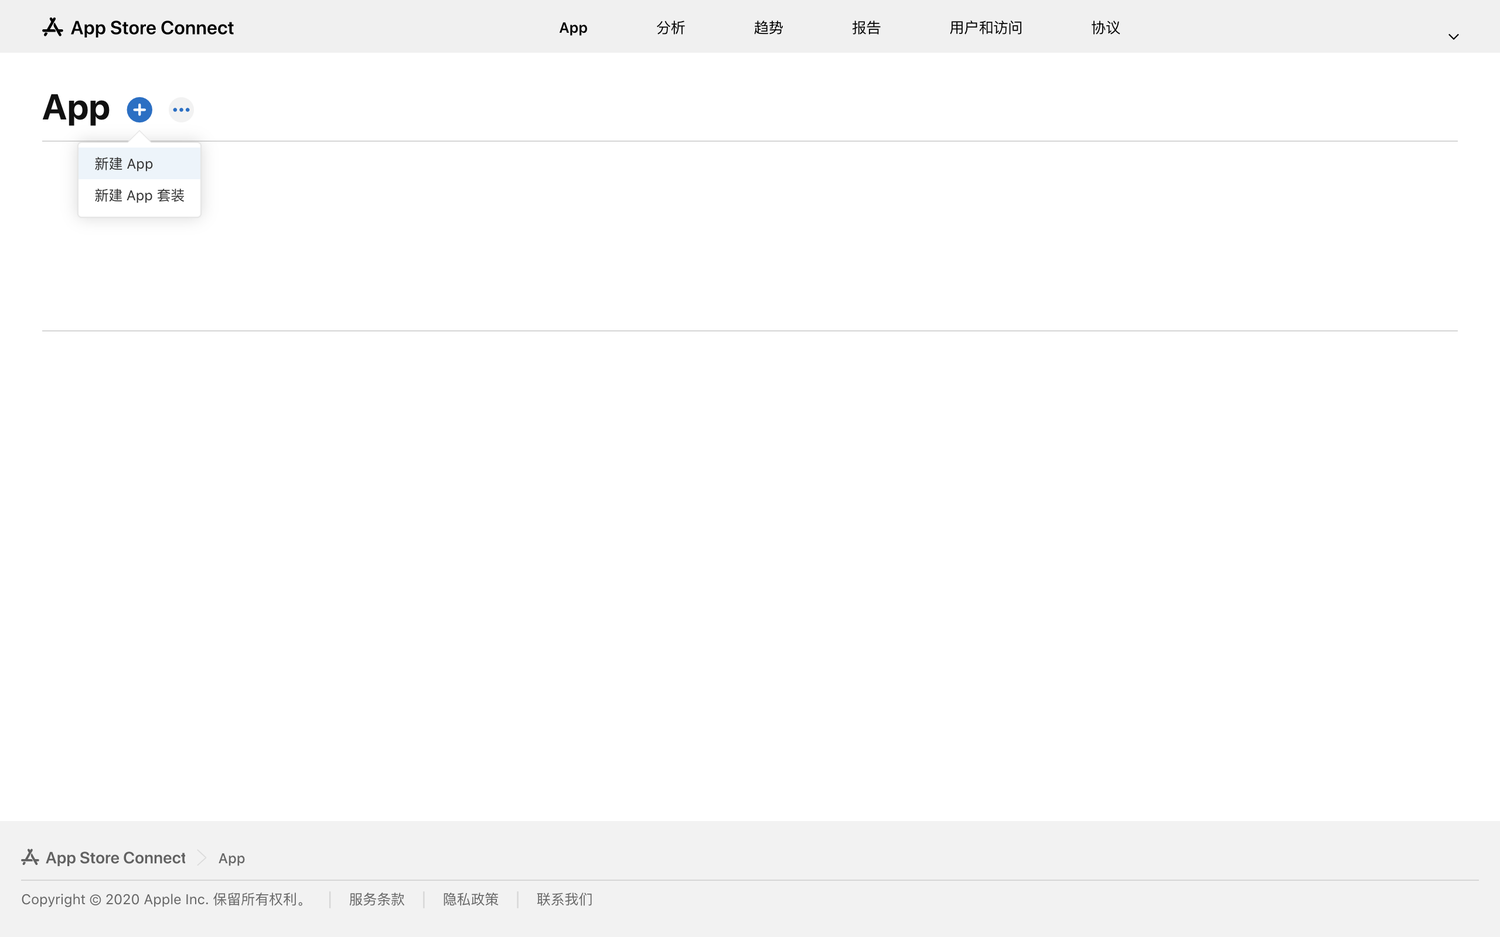 App Store Connect App 分析 趋势 报告 用户和访问 协议
App
新建 App
新建 App 套装
App Store Connect App
Copyright © 2020 Apple Inc. 保留所有权利。 服务条款 隐私政策 联系我们